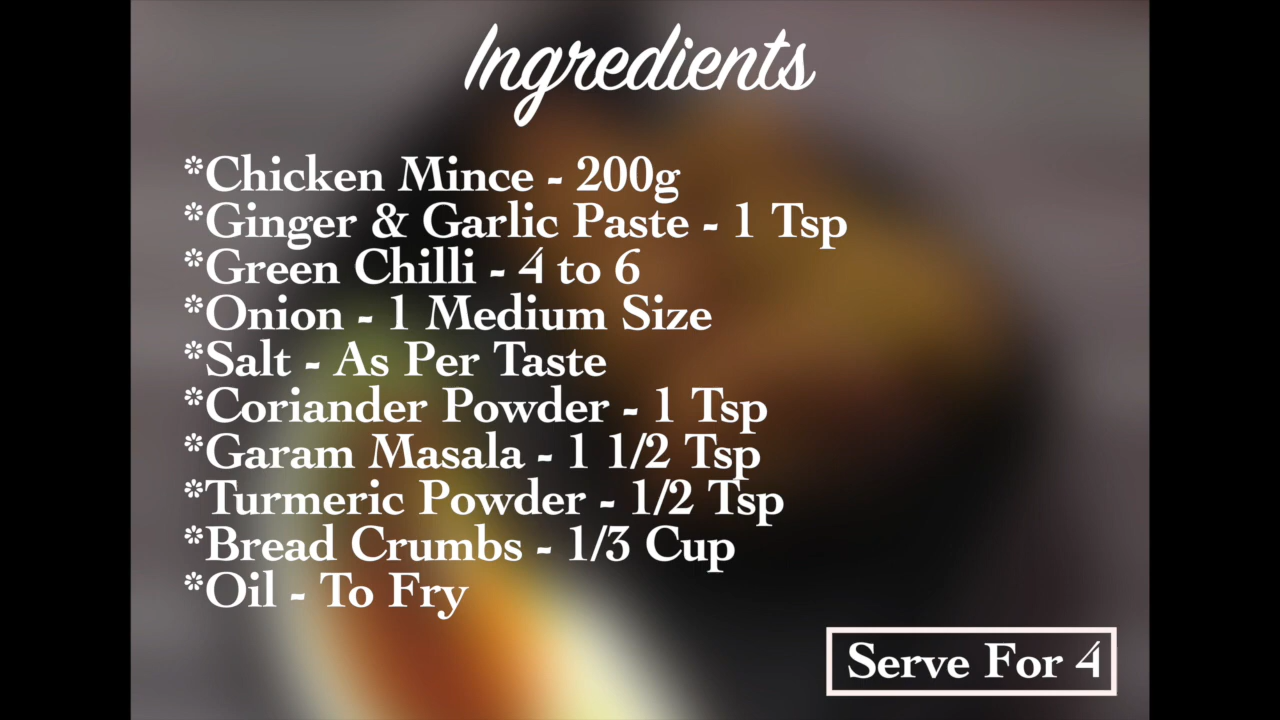 Ingredients
*Chicken Mince - 200g
*Ginger & Garlic Paste - 1 Tsp
*Green Chilli - 4 to 6
*Onion - 1 Medium Size
*Salt - As Per Taste
*Coriander Powder - 1 Tsp
*Garam Masala - 1 1/2 Tsp
*Turmeric Powder - 1/2 Tsp
*Bread Crumbs - 1/3 Cup
*Oil - To Fry
Serve For 4